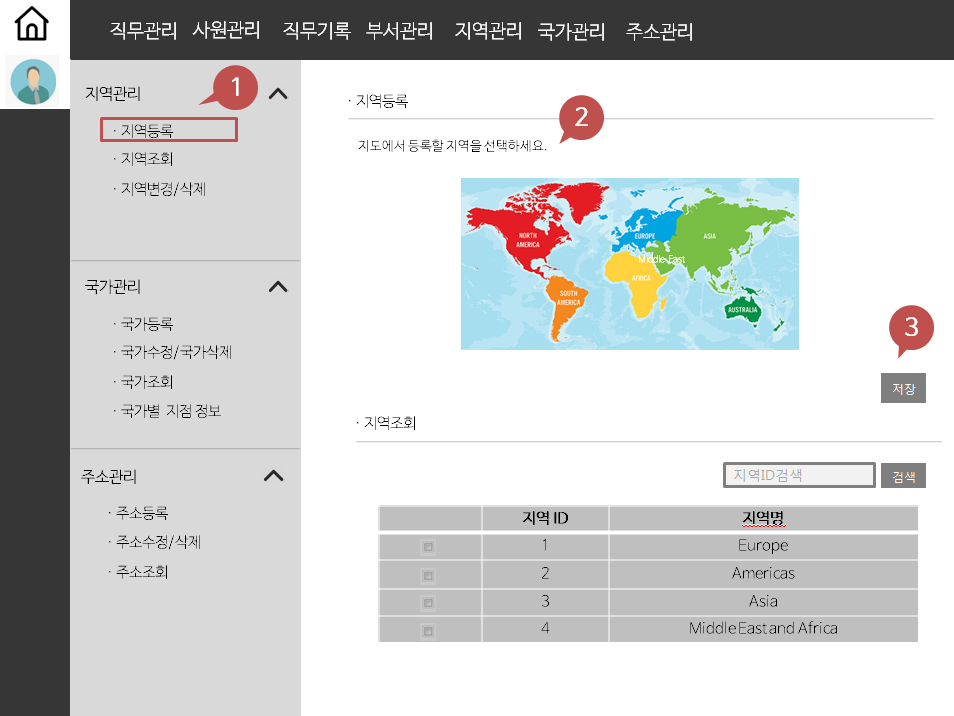 직무관리 사원관리 직무기록 부서관리 지역관리 국가관리 주소관리
지역관리
1
· 지역등록
· 지역조회
· 지역변경/삭제
국가관리
· 국가등록
· 국가수정/국가삭제
· 국가조회
· 국가별 지점 정보
주소관리
· 주소등록
· 주소수정/삭제
· 주소조회
· 지역등록
2
지도에서 등록할 지역을 선택하세요.
NORTH
AMERICA
EUROPE
ASIA
Middle East
AFRICA
SOUTH
AMERICA
AUSTRALIA
3
저장
· 지역조회
지역ID검색 검색
지역 ID 지역명
1 Europe
2 Americas
3 Asia
4 Middle East and Africa